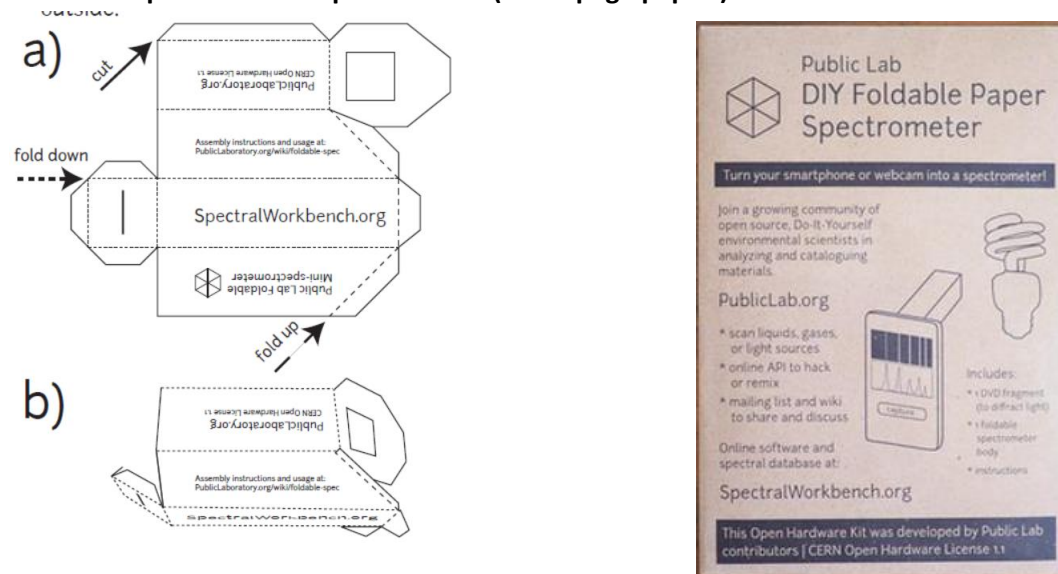 outside.
a)
cut
CERN Open Hardware License 1.1
PublicLaboratory.org
Assembly instructions and usage at:
PublicLaboratory.org/wiki/foldable-spec
fold down
SpectralWorkbench.org
Public Lab Foldable
Mini-spectrometer
fold up
b)
CERN Open Hardware License 1.1
PublicLaboratory.org
Assembly instructions and usage at:
PublicLaboratory.org/wiki/foldable-spec
SpectralWorkbench.org
Public Lab
DIY Foldable Paper
Spectrometer
Turn your smartphone or webcam into a spectrometer!
Join a growing community of
open source, Do-It-Yourself
environmental scientists in
analyzing and cataloguing
materials.
PublicLab.org
* scan liquids, gases,
or light sources
* online API to hack
or remix
* mailing list and wiki
to share and discuss
Online software and
spectral database at:
SpectralWorkbench.org
capture
Includes:
* 1 DVD fragment
(to diffract light)
* 1 foldable
spectrometer
body
* instructions
This Open Hardware Kit was developed by Public Lab
contributors | CERN Open Hardware License 1.1